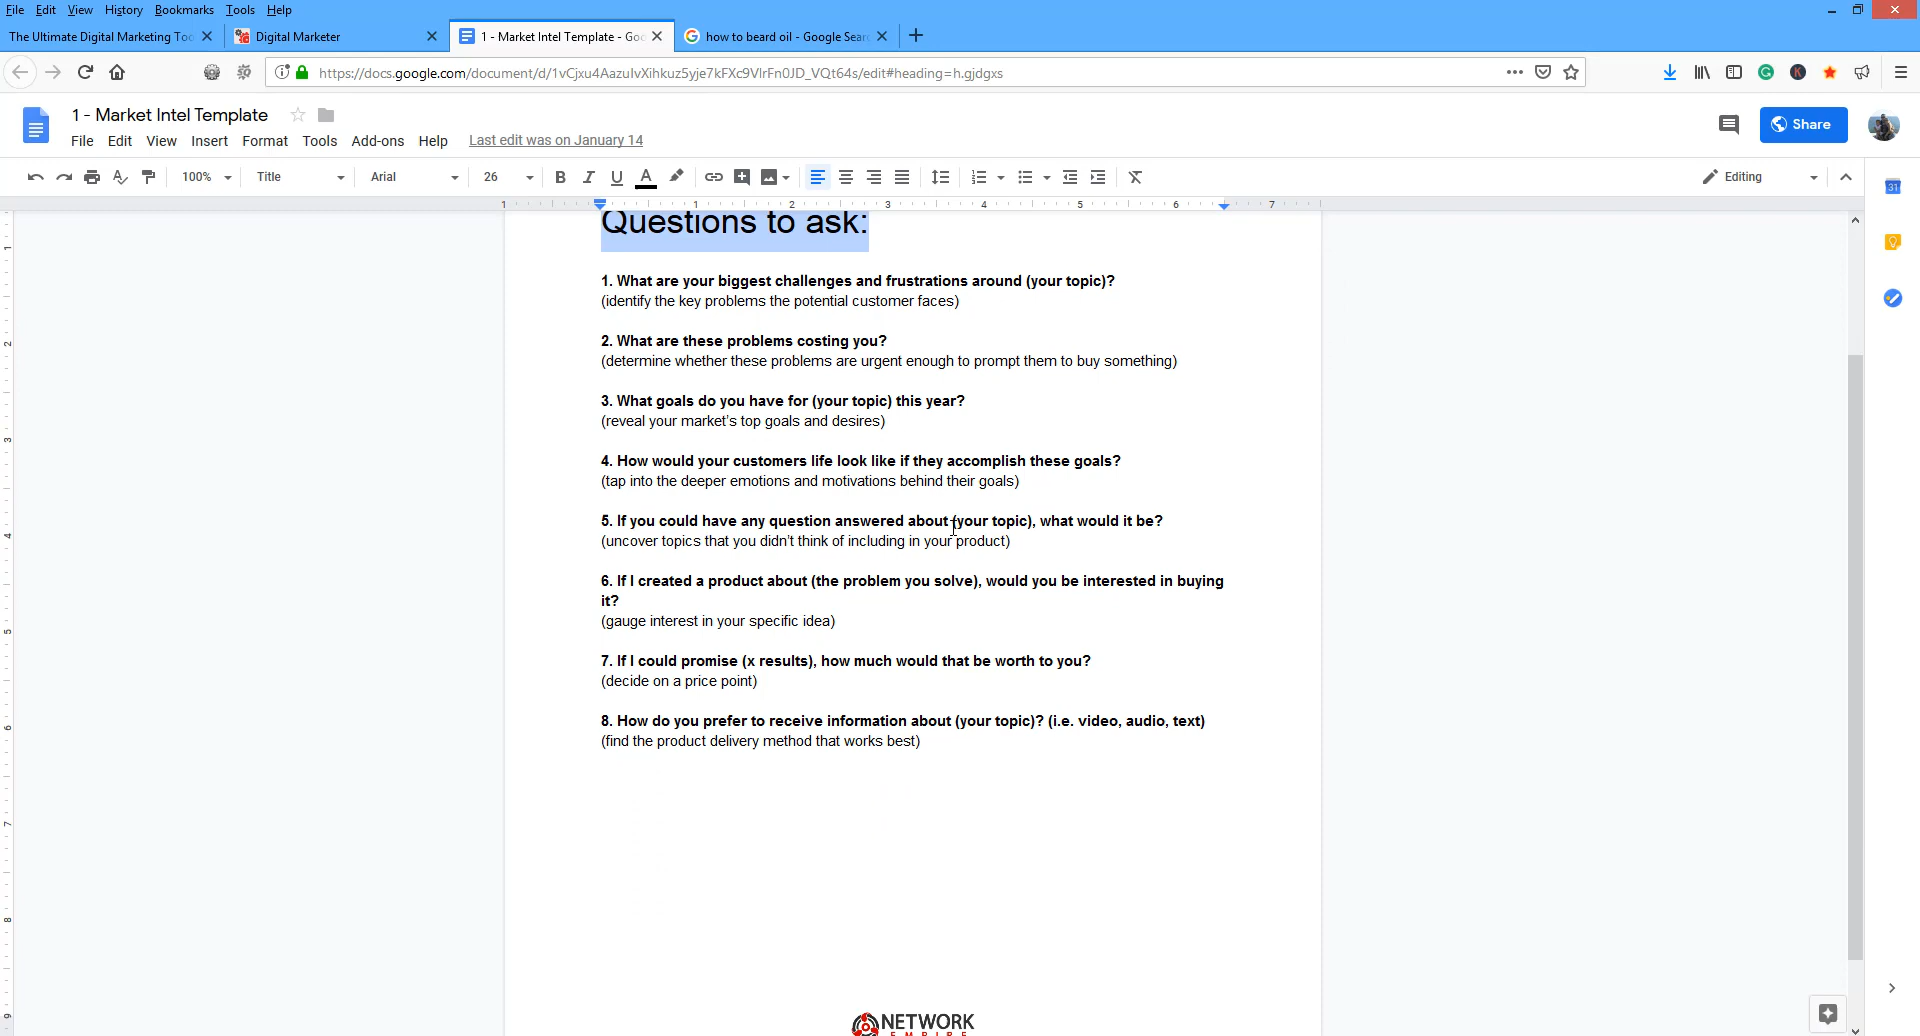 File Edit View History Bookmarks Tools Help
The Ultimate Digital Marketing Too
Digital Marketer
1 - Market Intel Template - Goo
how to beard oil - Google Sear
https://docs.google.com/document/d/1vCjxu4AazuIvXihkuz5yje7kFXc9VlrFn0JD_VQt64s/edit#heading=h.gjdgxs
1 - Market Intel Template
File Edit View Insert Format Tools Add-ons Help Last edit was on January 14
Share
100% Title Arial 26 B I U A Editing
31
1 1 2 3 4 5 6 7
Questions to ask:
1. What are your biggest challenges and frustrations around (your topic)?
(identify the key problems the potential customer faces)
2. What are these problems costing you?
(determine whether these problems are urgent enough to prompt them to buy something)
3. What goals do you have for (your topic) this year?
(reveal your market's top goals and desires)
4. How would your customers life look like if they accomplish these goals?
(tap into the deeper emotions and motivations behind their goals)
5. If you could have any question answered about (your topic), what would it be?
(uncover topics that you didn't think of including in your product)
6. If I created a product about (the problem you solve), would you be interested in buying
it?
(gauge interest in your specific idea)
7. If I could promise (x results), how much would that be worth to you?
(decide on a price point)
8. How do you prefer to receive information about (your topic)? (i.e. video, audio, text)
(find the product delivery method that works best)
NETWORK